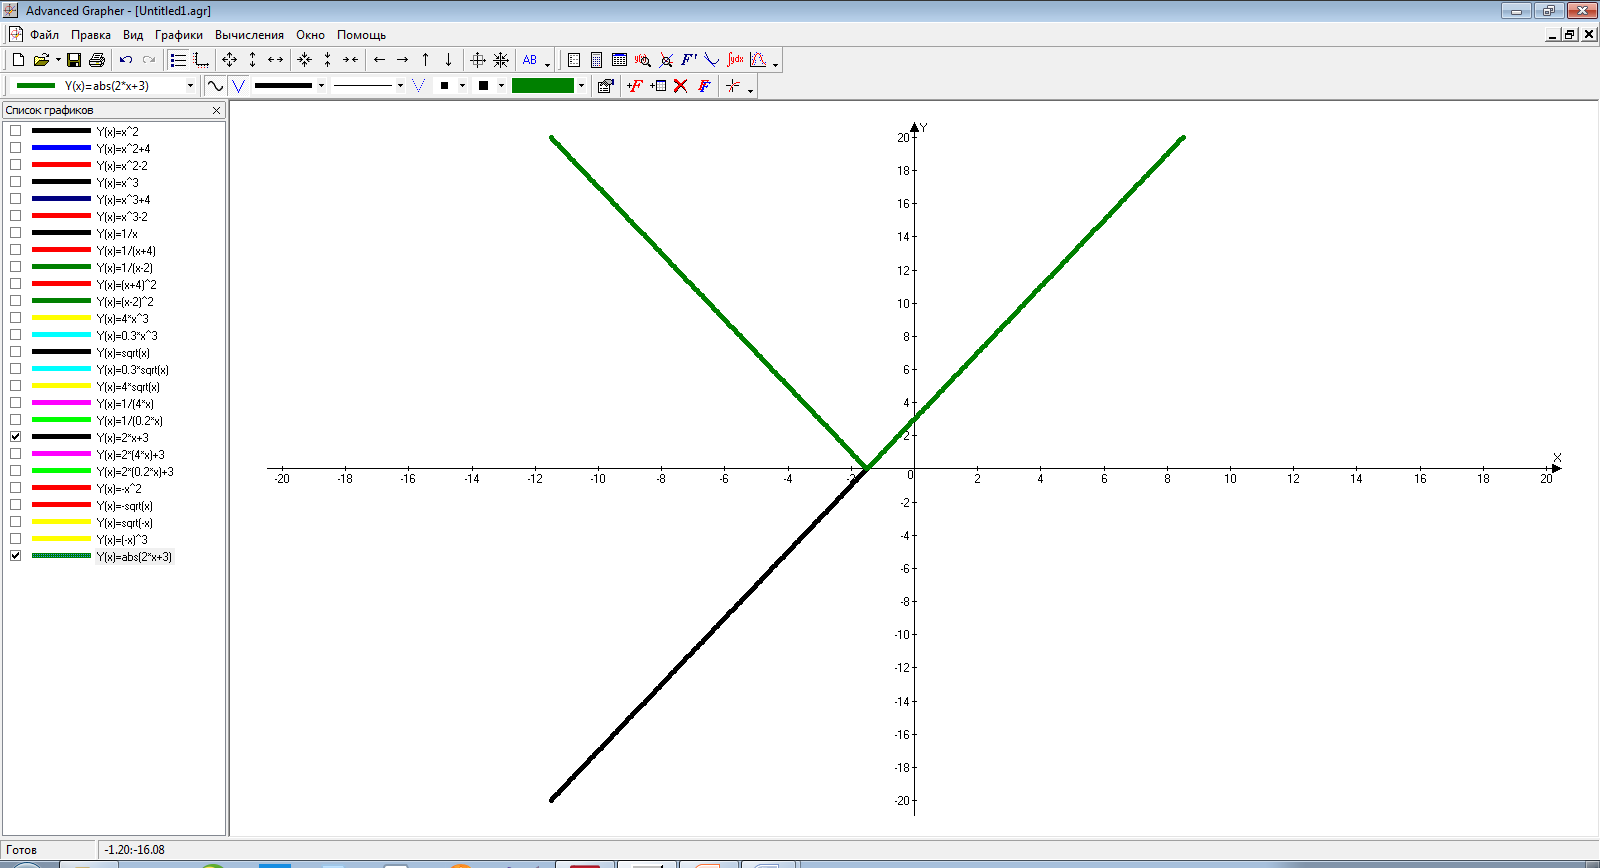 Advanced Grapher - [Untitled1.agr]
Файл Правка Вид Графики Вычисления Окно Помощь
AB
Y(x)=abs(2*x+3)
Список графиков
Y(x)=x^2
Y(x)=x^2+4
Y(x)=x^2-2
Y(x)=x^3
Y(x)=x^3+4
Y(x)=x^3-2
Y(x)=1/x
Y(x)=1/(x+4)
Y(x)=1/(x-2)
Y(x)=(x+4)^2
Y(x)=(x-2)^2
Y(x)=4*x^3
Y(x)=0.3*x^3
Y(x)=sqrt(x)
Y(x)=0.3*sqrt(x)
Y(x)=4*sqrt(x)
Y(x)=1/(4*x)
Y(x)=1/(0.2*x)
Y(x)=2*x+3
Y(x)=2*(4*x)+3
Y(x)=2*(0.2*x)+3
Y(x)=-x^2
Y(x)=-sqrt(x)
Y(x)=sqrt(-x)
Y(x)=(-x)^3
Y(x)=abs(2*x+3)
Y
20
18
16
14
12
10
8
6
4
2
X
-20 -18 -16 -14 -12 -10 -8 -6 -4 -2 0 2 4 6 8 10 12 14 16 18 20
-2
-4
-6
-8
-10
-12
-14
-16
-18
-20
Готов
-1.20:-16.08